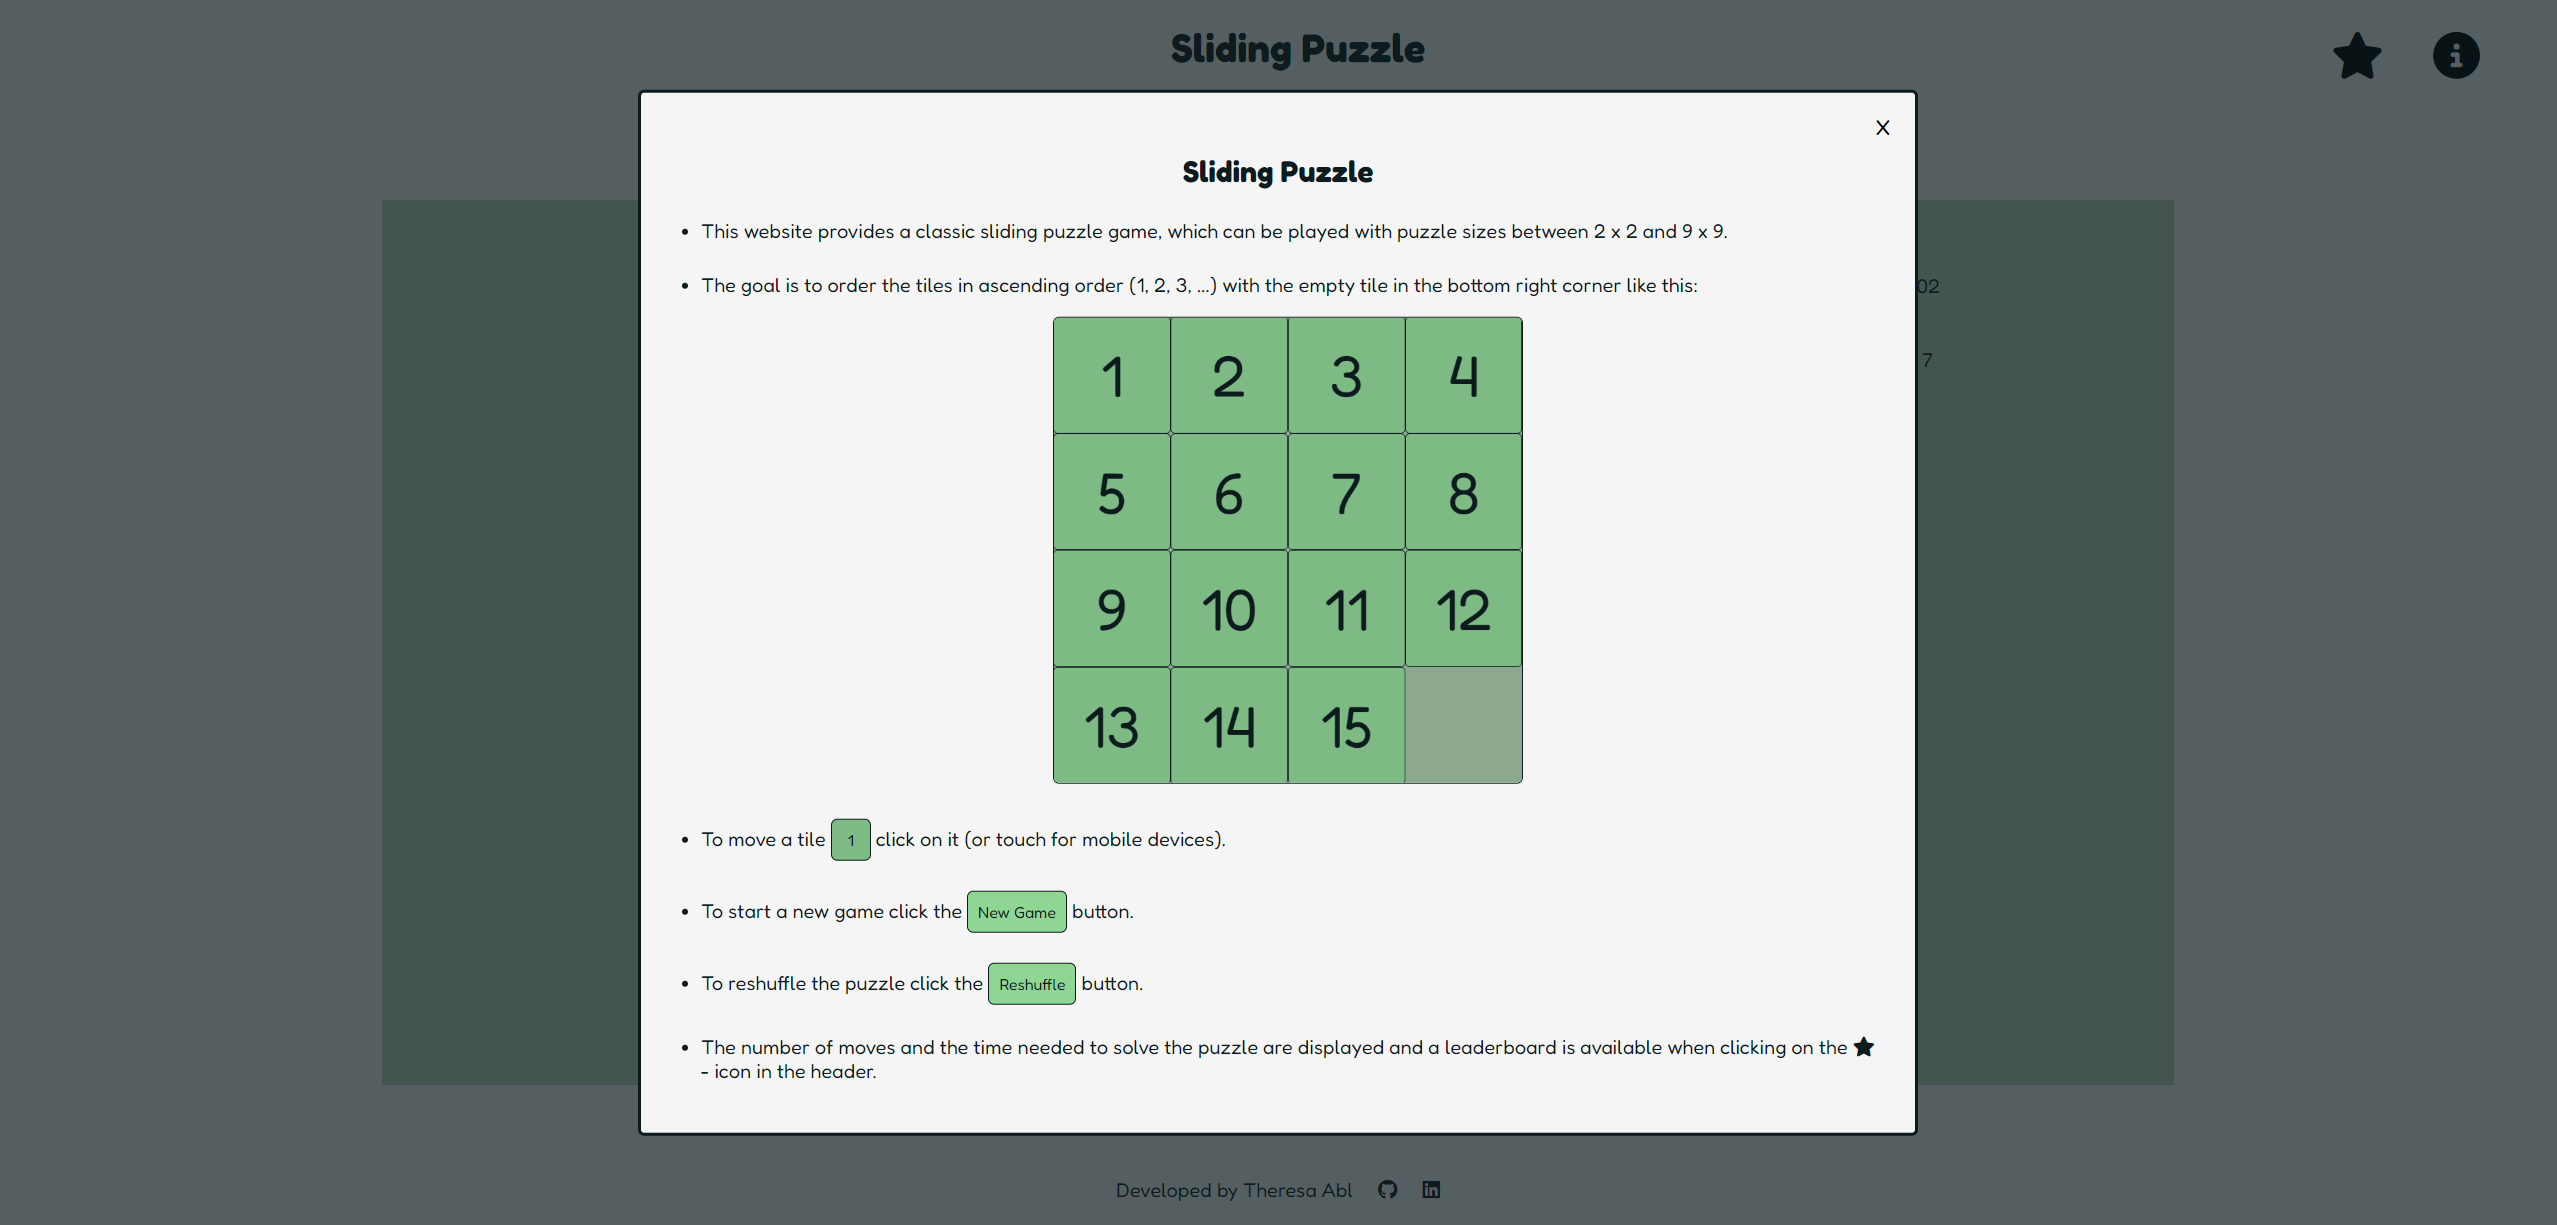 Sliding Puzzle
X
Sliding Puzzle
• This website provides a classic sliding puzzle game, which can be played with puzzle sizes between 2 x 2 and 9 x 9.
• The goal is to order the tiles in ascending order (1, 2, 3, ...) with the empty tile in the bottom right corner like this:
02
1 2 3 4
7
5 6 7 8
9 10 11 12
13 14 15
• To move a tile 1 click on it (or touch for mobile devices).
• To start a new game click the New Game button.
• To reshuffle the puzzle click the Reshuffle button.
• The number of moves and the time needed to solve the puzzle are displayed and a leaderboard is available when clicking on the
- icon in the header.
Developed by Theresa Abl